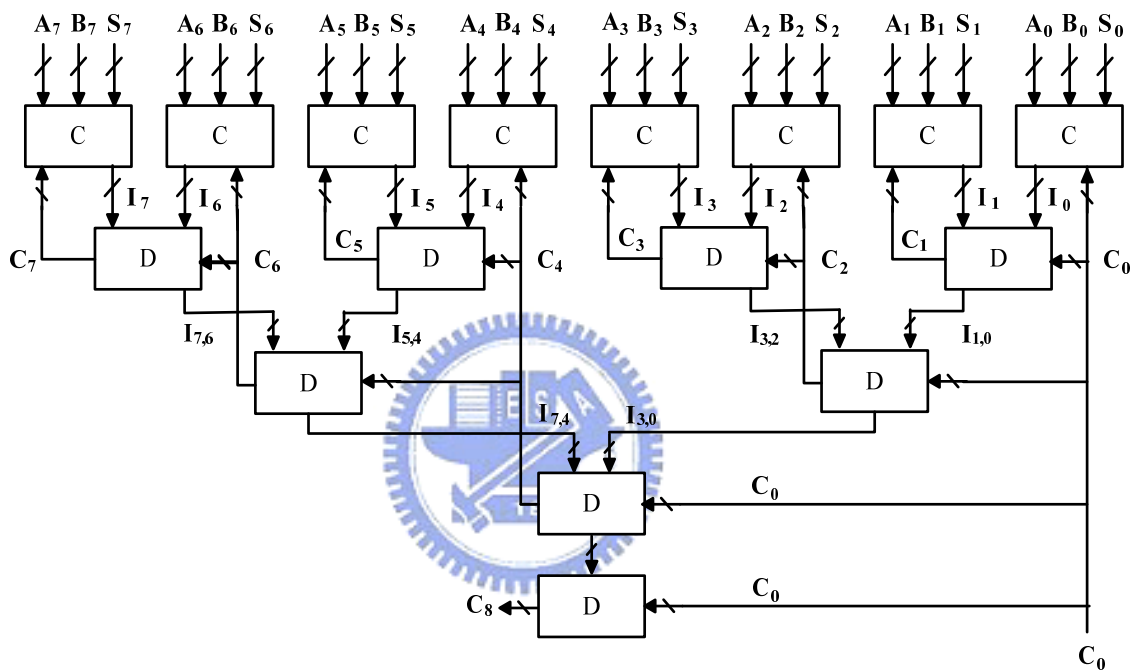 A7 B7 S7 A6 B6 S6 A5 B5 S5 A4 B4 S4 A3 B3 S3 A2 B2 S2 A1 B1 S1 A0 B0 S0
C C C C C C C C
I7 I6 I5 I4 I3 I2 I1 I0
C7 D C6 C5 D C4 C3 D C2 C1 D C0
I7,6 I5,4 I3,2 I1,0
D D
E S A
I7,4 I3,0
D C0
C8 D C0
C0